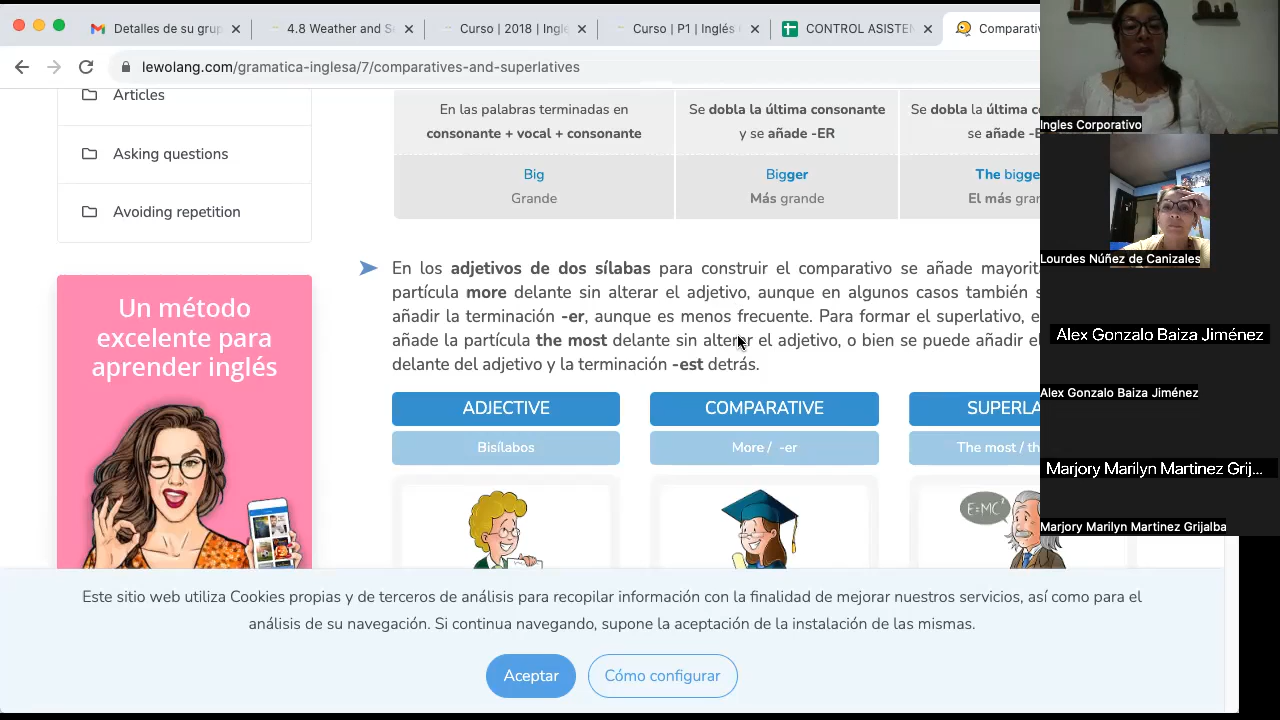 Detalles de su grup
4.8 Weather and Se
Curso | 2018 | Ingle
Curso | P1 | Inglés
CONTROL ASISTEN
Comparativ
lewolang.com/gramatica-inglesa/7/comparatives-and-superlatives
Articles
Asking questions
Avoiding repetition
En las palabras terminadas en
consonante + vocal + consonante
Se dobla la última consonante
y se añade -ER
Se dobla la última co
se añade -E
Big
Grande
Bigger
Más grande
The bigge
El más gran
En los adjetivos de dos sílabas para construir el comparativo se añade mayorita
partícula more delante sin alterar el adjetivo, aunque en algunos casos también s
añadir la terminación -er, aunque es menos frecuente. Para formar el superlativo, e
añade la partícula the most delante sin alterar el adjetivo, o bien se puede añadir el
delante del adjetivo y la terminación -est detrás.
ADJECTIVE
COMPARATIVE
SUPERLA
Bisílabos
More / -er
The most / th
E=MC²
Un método
excelente para
aprender inglés
Este sitio web utiliza Cookies propias y de terceros de análisis para recopilar información con la finalidad de mejorar nuestros servicios, así como para el
análisis de su navegación. Si continua navegando, supone la aceptación de la instalación de las mismas.
Aceptar
Cómo configurar
Ingles Corporativo
Lourdes Núñez de Canizales
Alex Gonzalo Baiza Jiménez
Alex Gonzalo Baiza Jiménez
Marjory Marilyn Martinez Grij...
Marjory Marilyn Martinez Grijalba